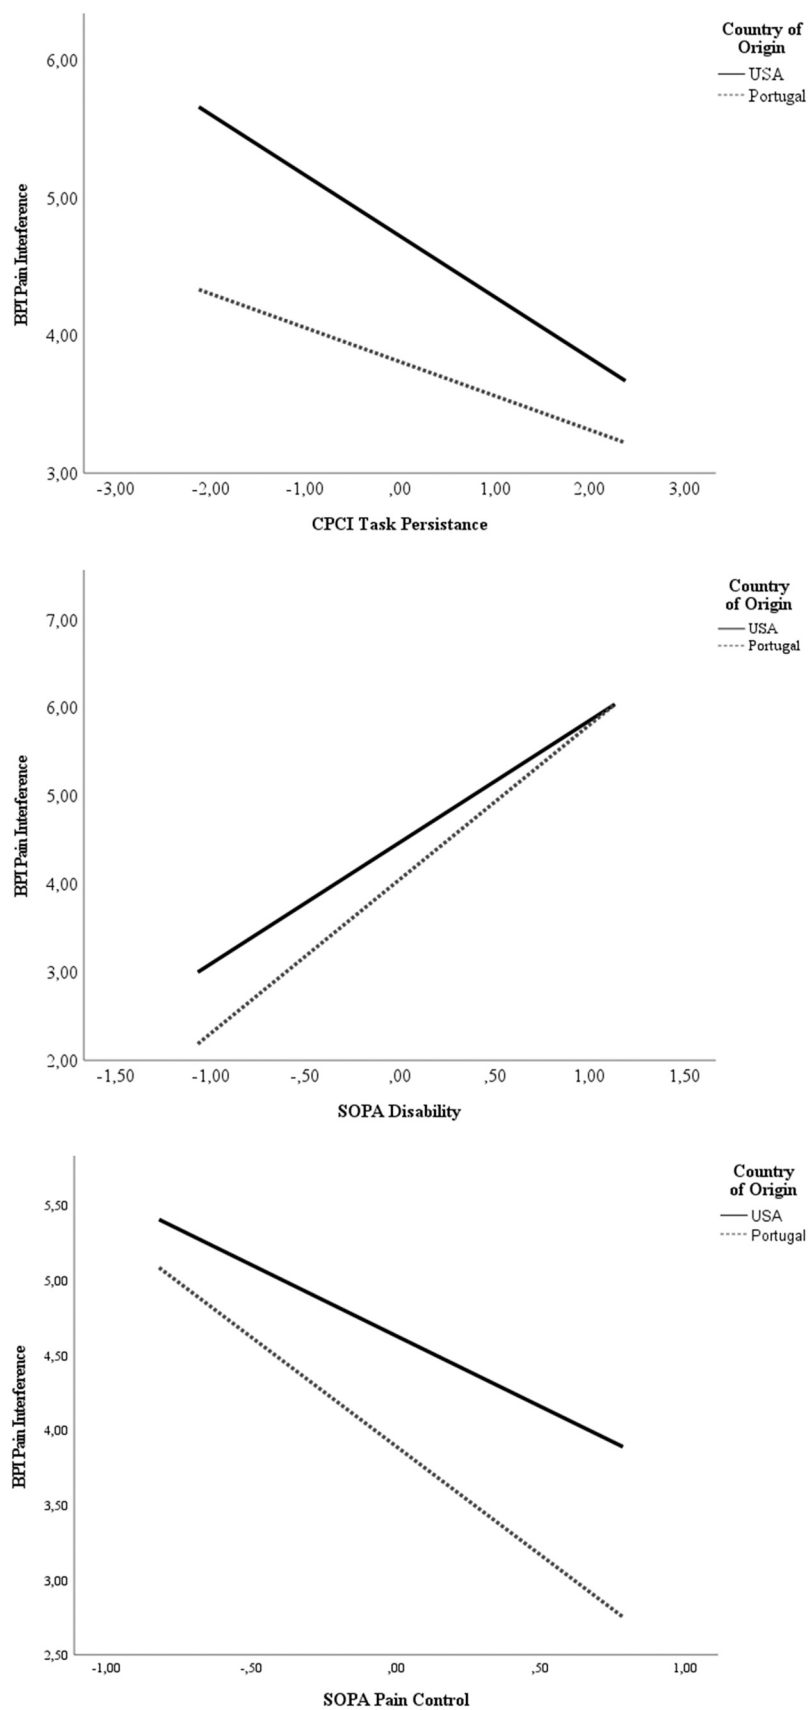 Country of
Origin
USA
Portugal
6,00
5,00
4,00
3,00
BPI Pain Interference
-3,00 -2,00 -1,00 ,00 1,00 2,00 3,00
CPCI Task Persistance
Country
of Origin
USA
Portugal
7,00
6,00
5,00
4,00
3,00
2,00
BPI Pain Interference
-1,50 -1,00 -,50 ,00 ,50 1,00 1,50
SOPA Disability
Country
of Origin
USA
Portugal
5,50
5,00
4,50
4,00
3,50
3,00
2,50
BPI Pain Interference
-1,00 -,50 ,00 ,50 1,00
SOPA Pain Control